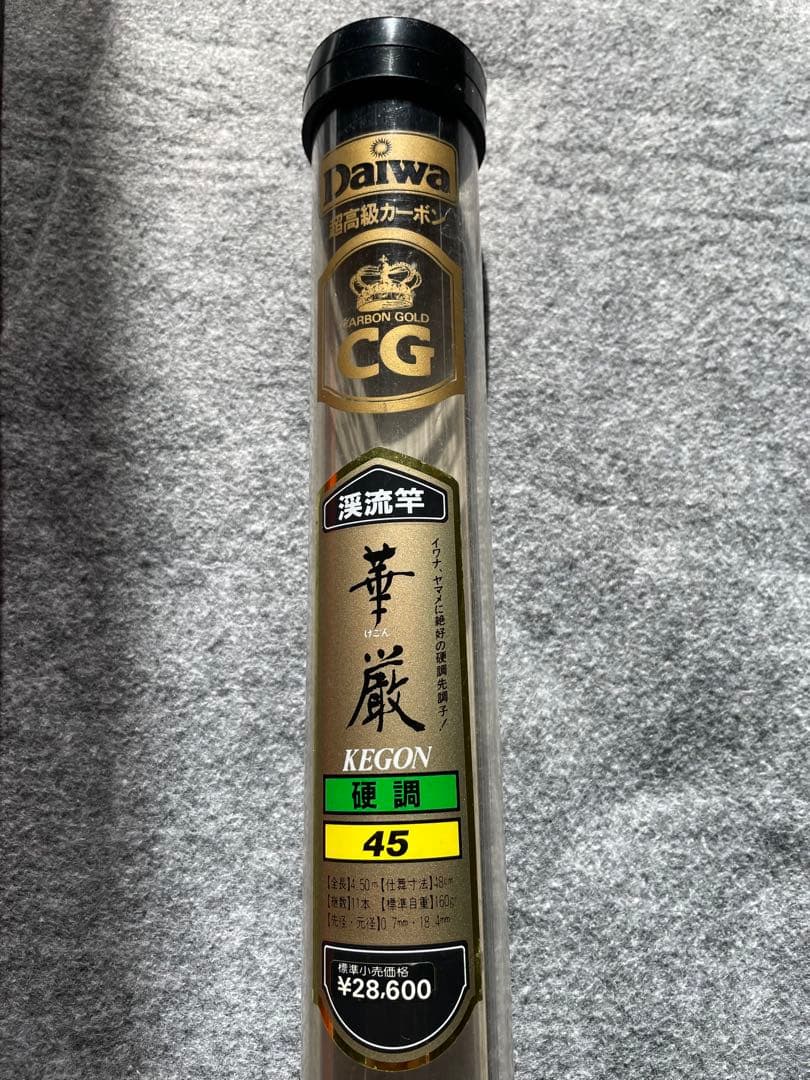 Daiwa
超高級カーボン
CARBON GOLD
CG
渓流竿
イワナ、ヤマメに絶好の硬調先調子!
華厳
けごん
KEGON
硬調
45
【全長】4.50m【仕舞寸法】48cm
【継数】11本【標準自重】160gr
【先径・元径】0.7mm・18.4mm
標準小売価格
¥28,600